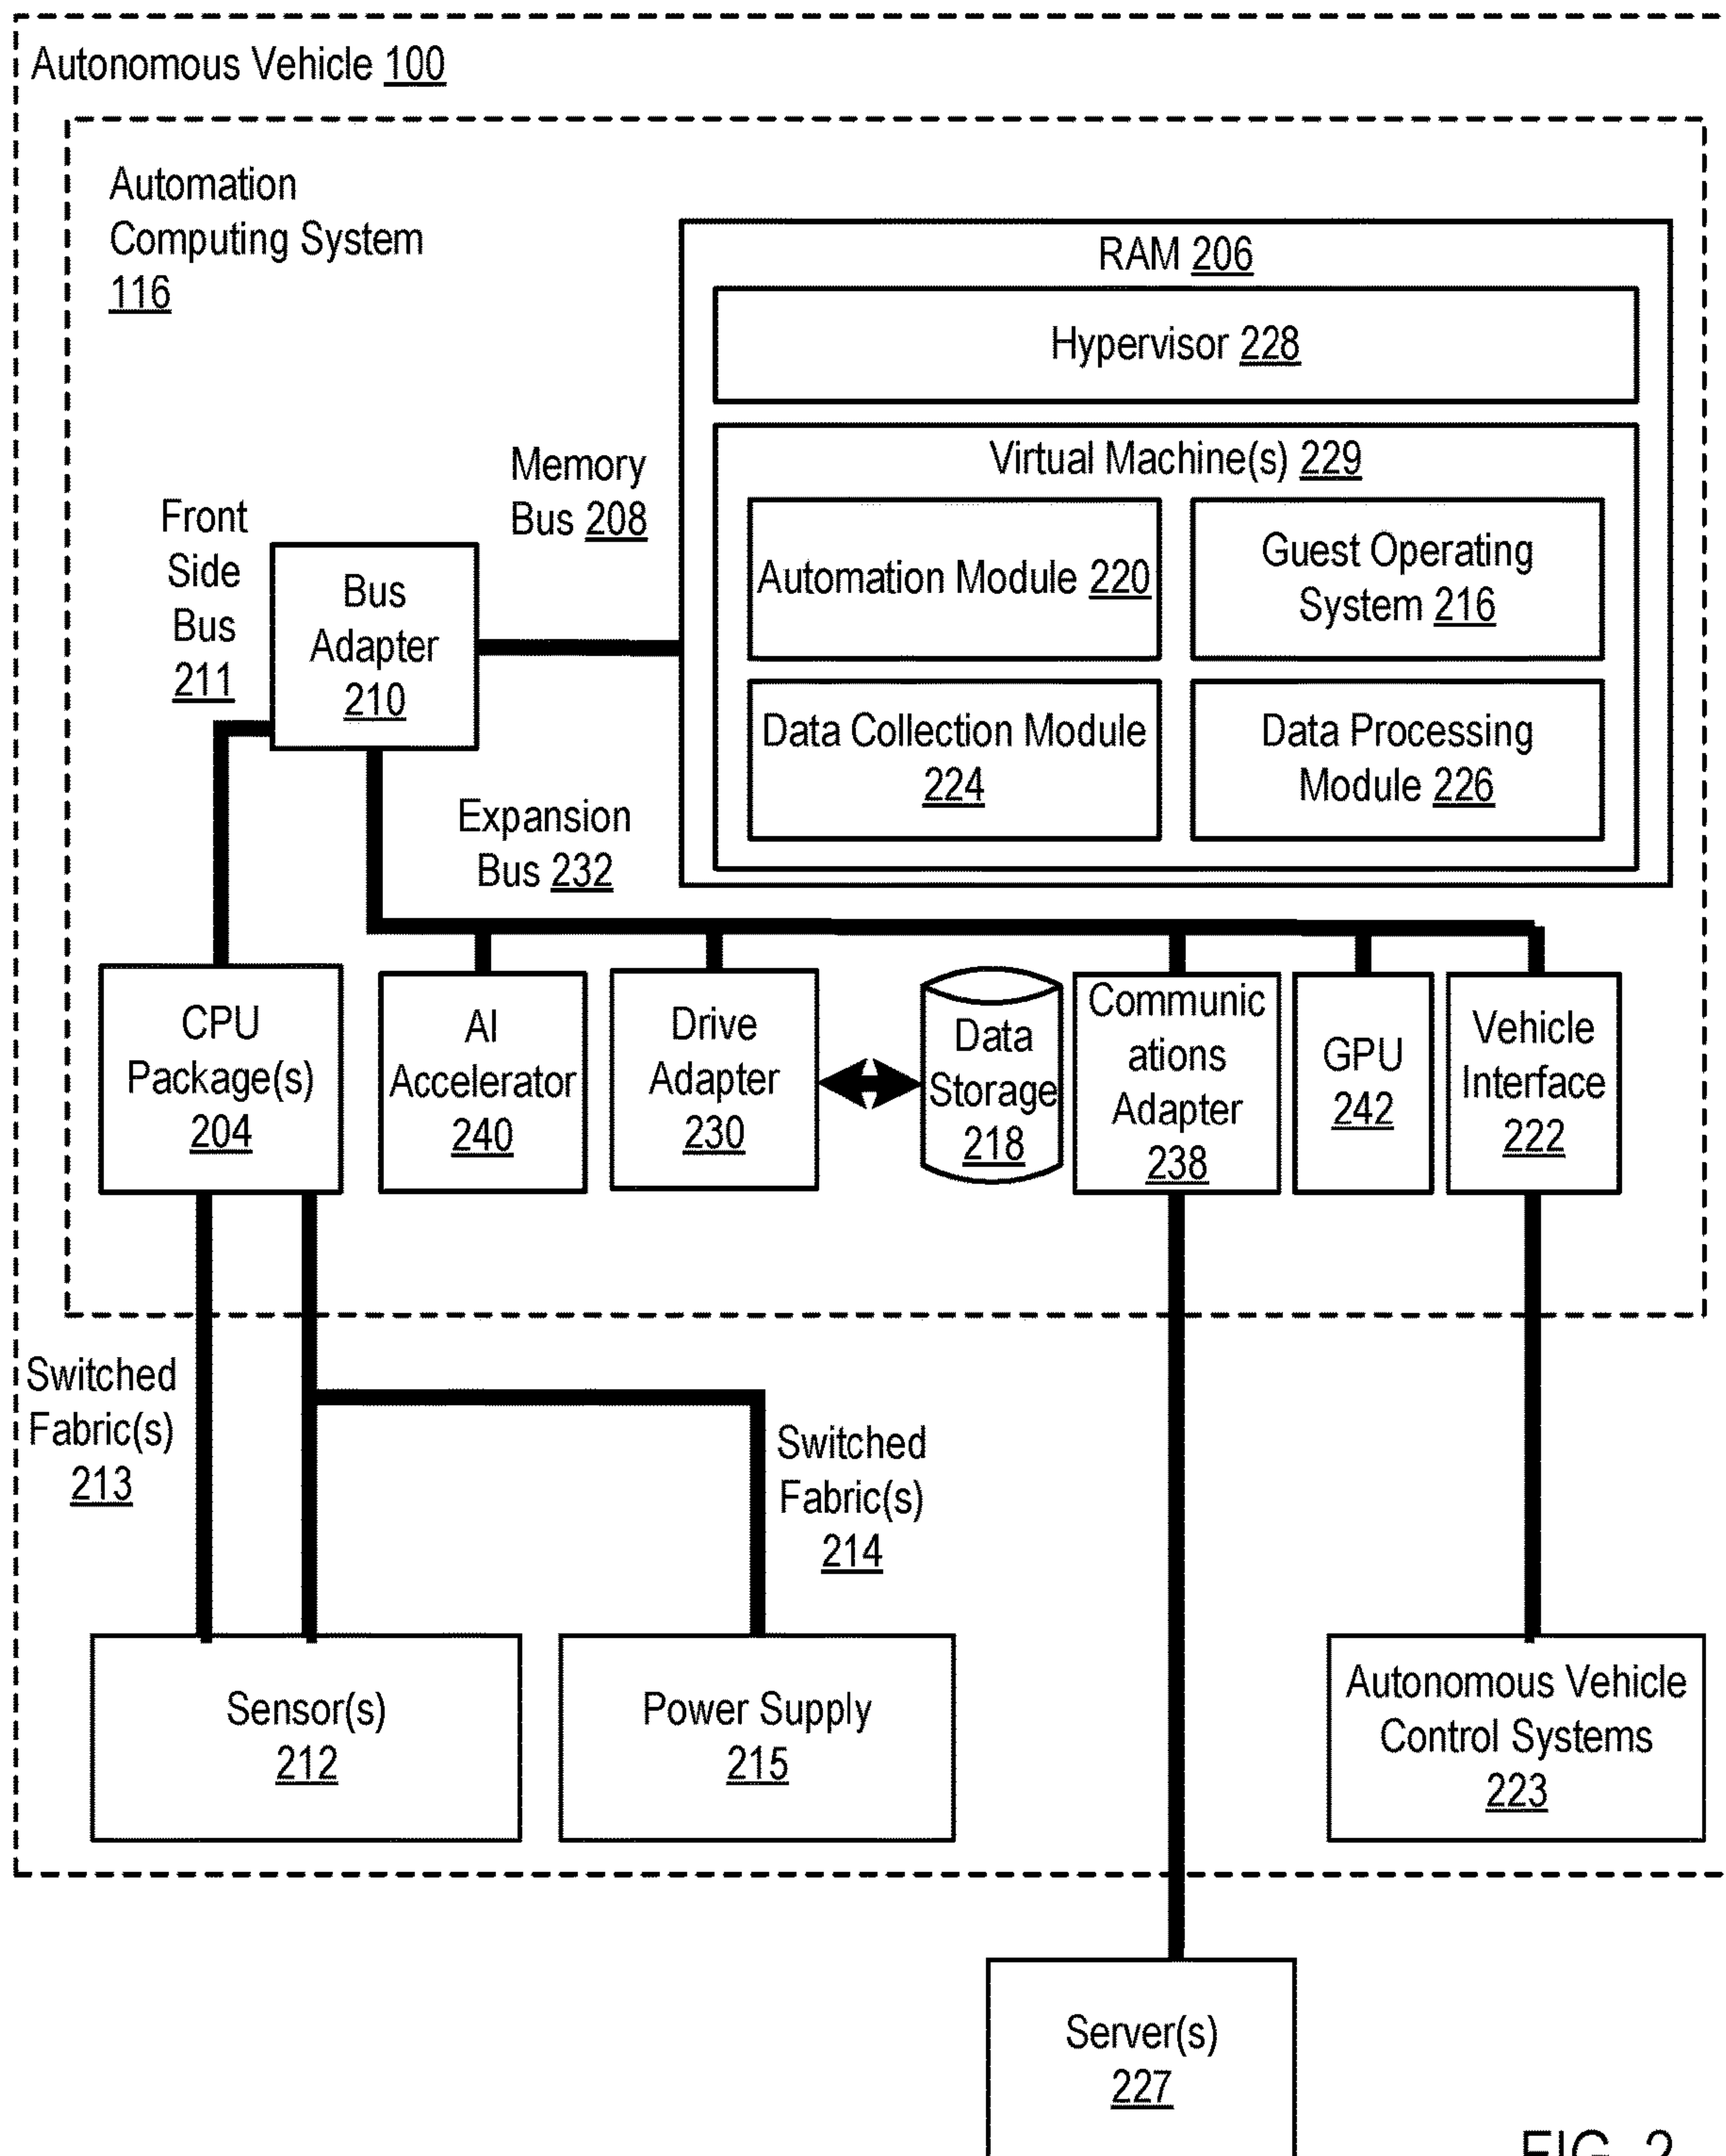 Autonomous Vehicle 100
Automation
Computing System
116
RAM 206
Hypervisor 228
Virtual Machine(s) 229
Automation Module 220
Guest Operating
System 216
Data Collection Module
224
Data Processing
Module 226
Memory
Bus 208
Front
Side
Bus
211
Bus
Adapter
210
Expansion
Bus 232
CPU
Package(s)
204
AI
Accelerator
240
Drive
Adapter
230
Data
Storage
218
Communic
ations
Adapter
238
GPU
242
Vehicle
Interface
222
Switched
Fabric(s)
213
Switched
Fabric(s)
214
Sensor(s)
212
Power Supply
215
Autonomous Vehicle
Control Systems
223
Server(s)
227
FIG. 2